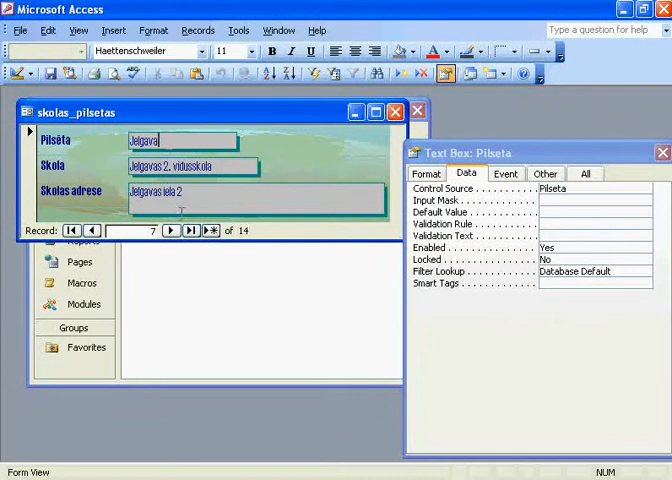 Microsoft Access
File Edit View Insert Format Records Tools Window Help
Type a question for help
Haettenschweiler 11 B I U
skolas_pilsetas
Pilsēta Jelgava
Skola Jelgavas 2. vidusskola
Skolas adrese Jelgavas iela 2
Record: 7 of 14
Reports
Pages
Macros
Modules
Groups
Favorites
Text Box: Pilseta
Format Data Event Other All
Control Source Pilseta
Input Mask
Default Value
Validation Rule
Validation Text
Enabled Yes
Locked No
Filter Lookup Database Default
Smart Tags
Form View NUM